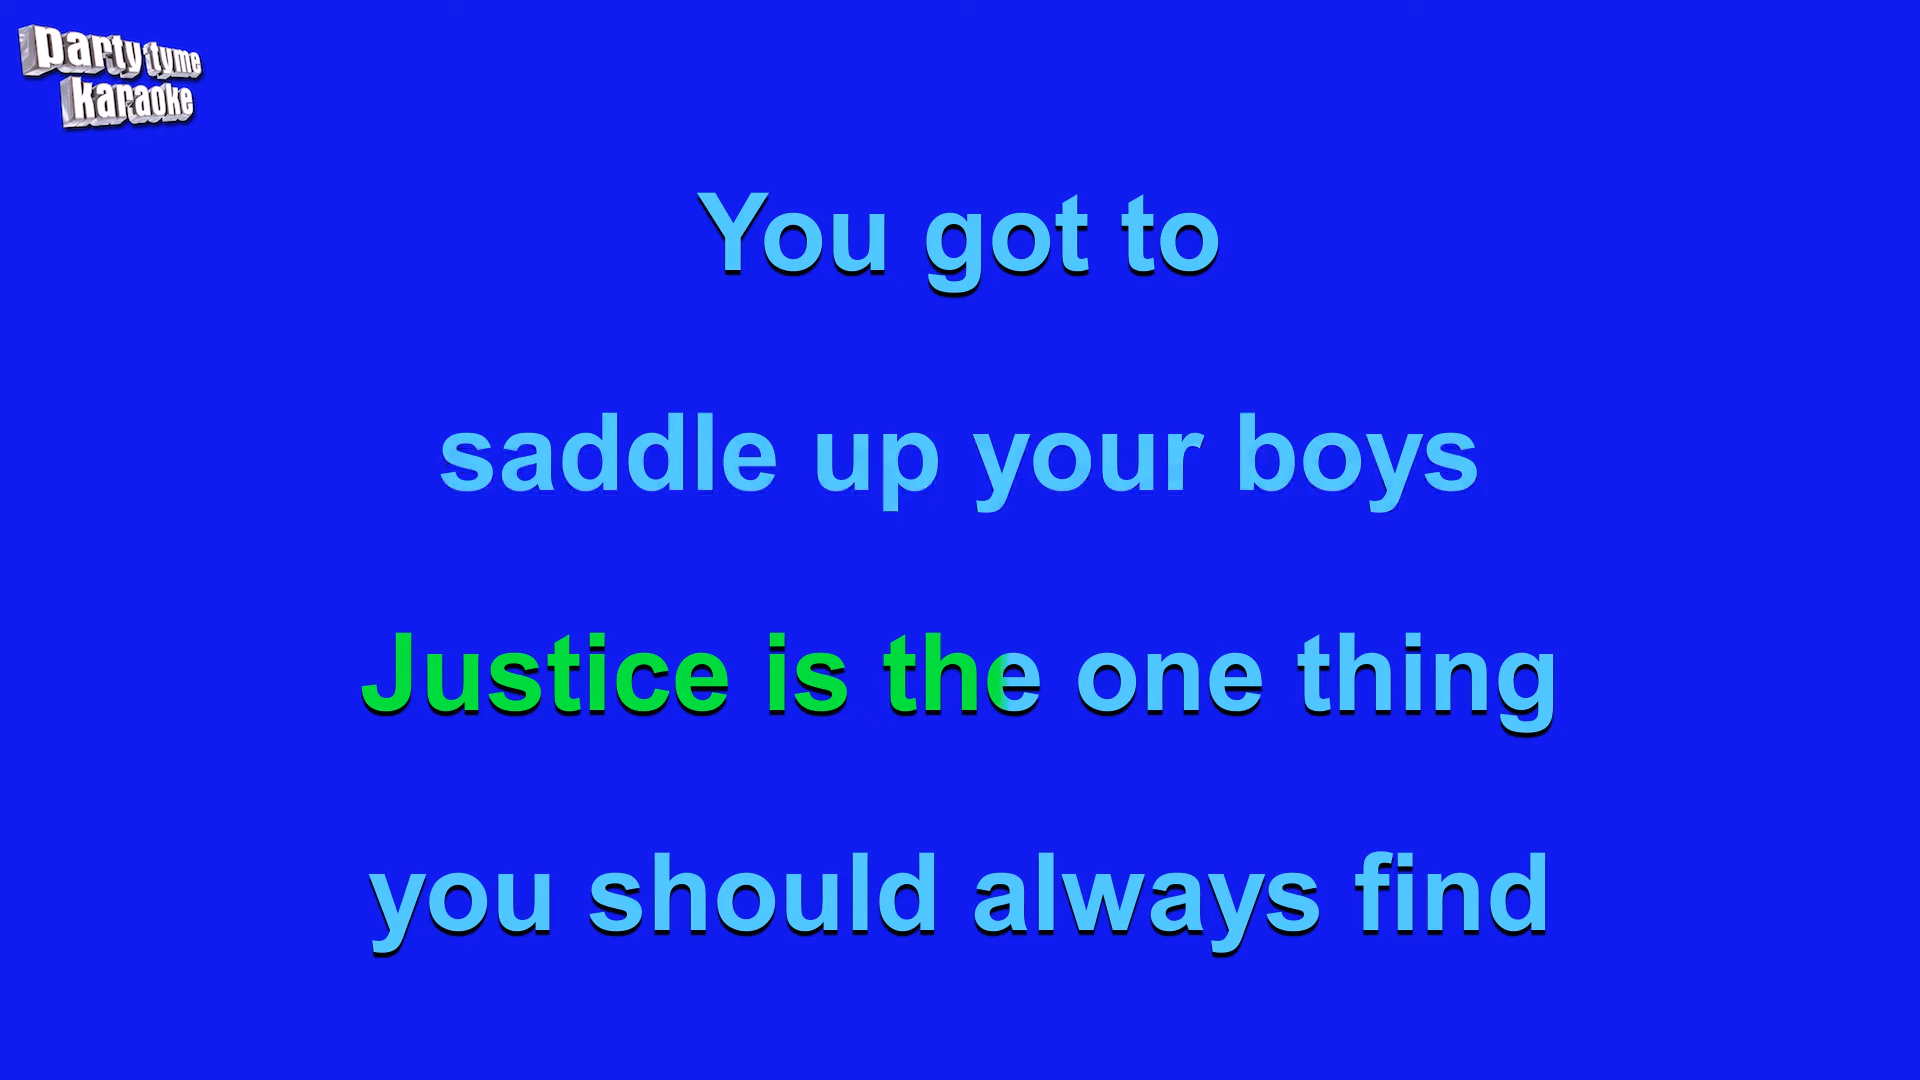 party tyme
karaoke
You got to
saddle up your boys
Justice is the one thing
you should always find